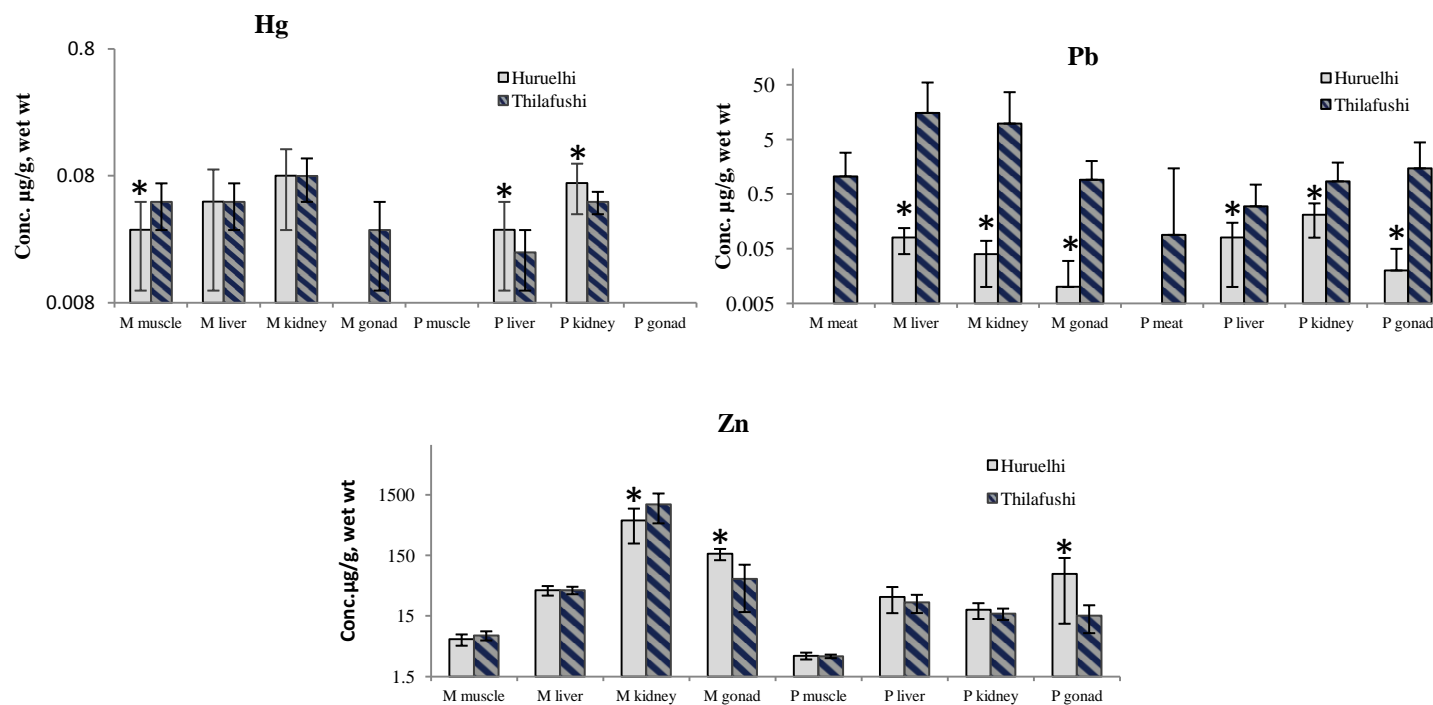 Hg
0.8
0.08
0.008
Conc. µg/g, wet wt
Huruelhi
Thilafushi
*
*
*
M muscle M liver M kidney M gonad P muscle P liver P kidney P gonad
Pb
50
5
0.5
0.05
0.005
Conc. µg/g, wet wt
Huruelhi
Thilafushi
*
*
*
*
*
*
M meat M liver M kidney M gonad P meat P liver P kidney P gonad
Zn
1500
150
15
1.5
Conc.µg/g, wet wt
Huruelhi
Thilafushi
*
*
*
M muscle M liver M kidney M gonad P muscle P liver P kidney P gonad